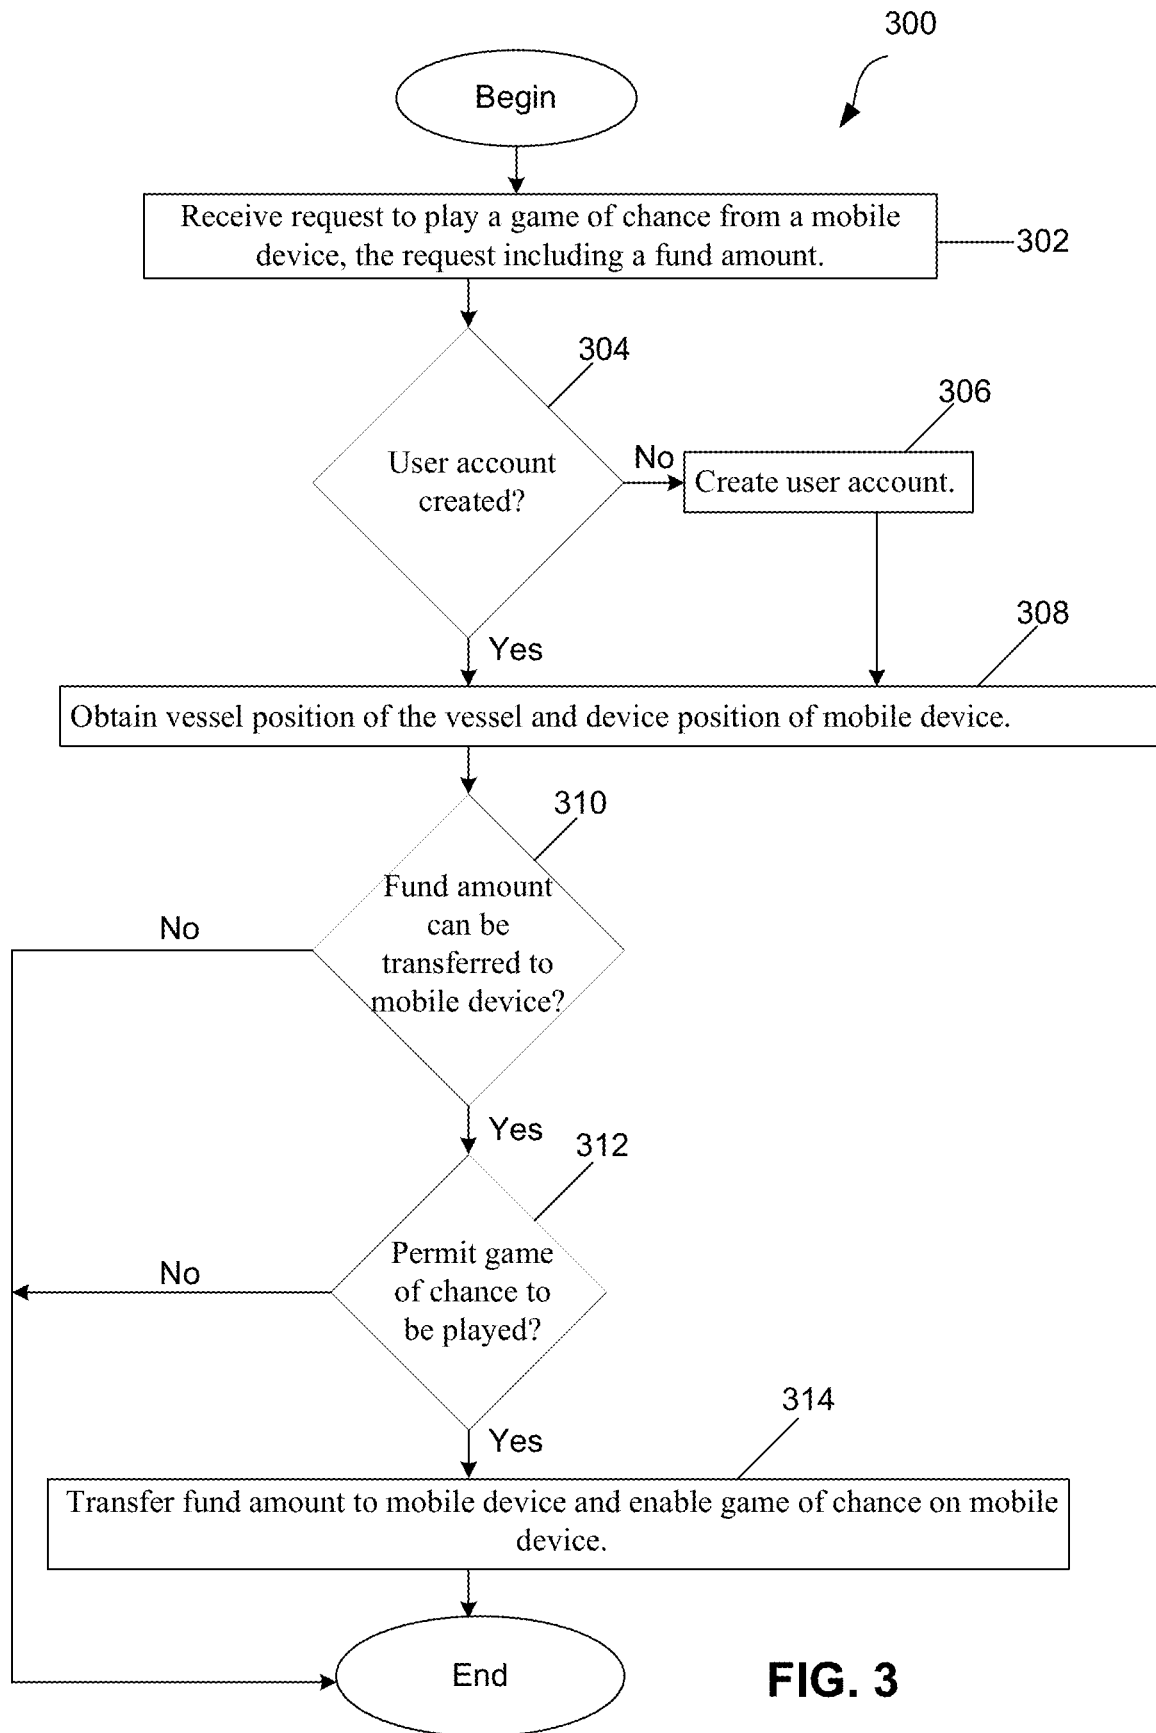 300
Begin
Receive request to play a game of chance from a mobile
device, the request including a fund amount.
302
304
User account
created?
No
306
Create user account.
Yes
308
Obtain vessel position of the vessel and device position of mobile device.
310
Fund amount
can be
transferred to
mobile device?
No
Yes
312
Permit game
of chance to
be played?
No
Yes
314
Transfer fund amount to mobile device and enable game of chance on mobile
device.
End
FIG. 3